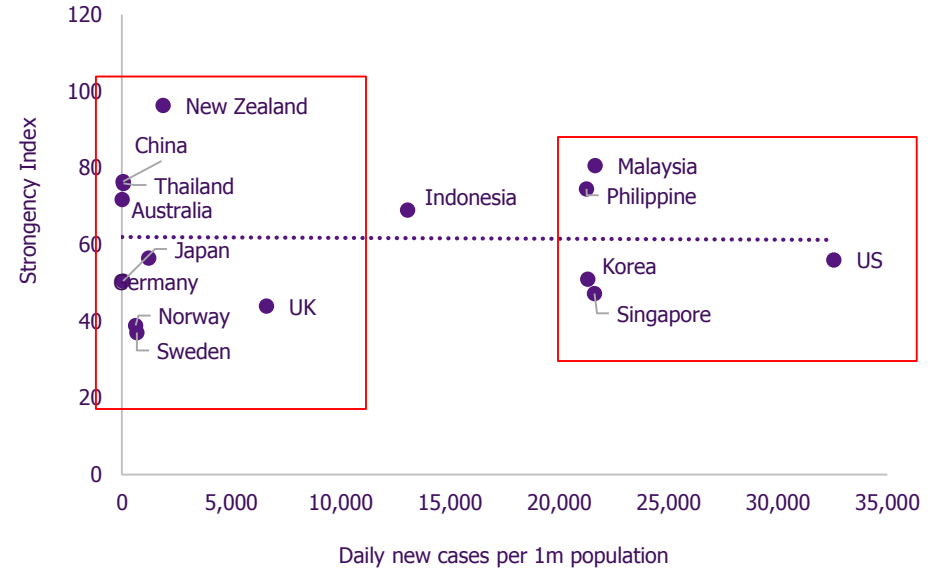 120
100
80
60
40
20
0
Strongency Index
New Zealand
China
Thailand
Australia
Japan
Germany
Norway
Sweden
UK
Indonesia
Malaysia
Philippine
Korea
US
Singapore
0 5,000 10,000 15,000 20,000 25,000 30,000 35,000
Daily new cases per 1m population